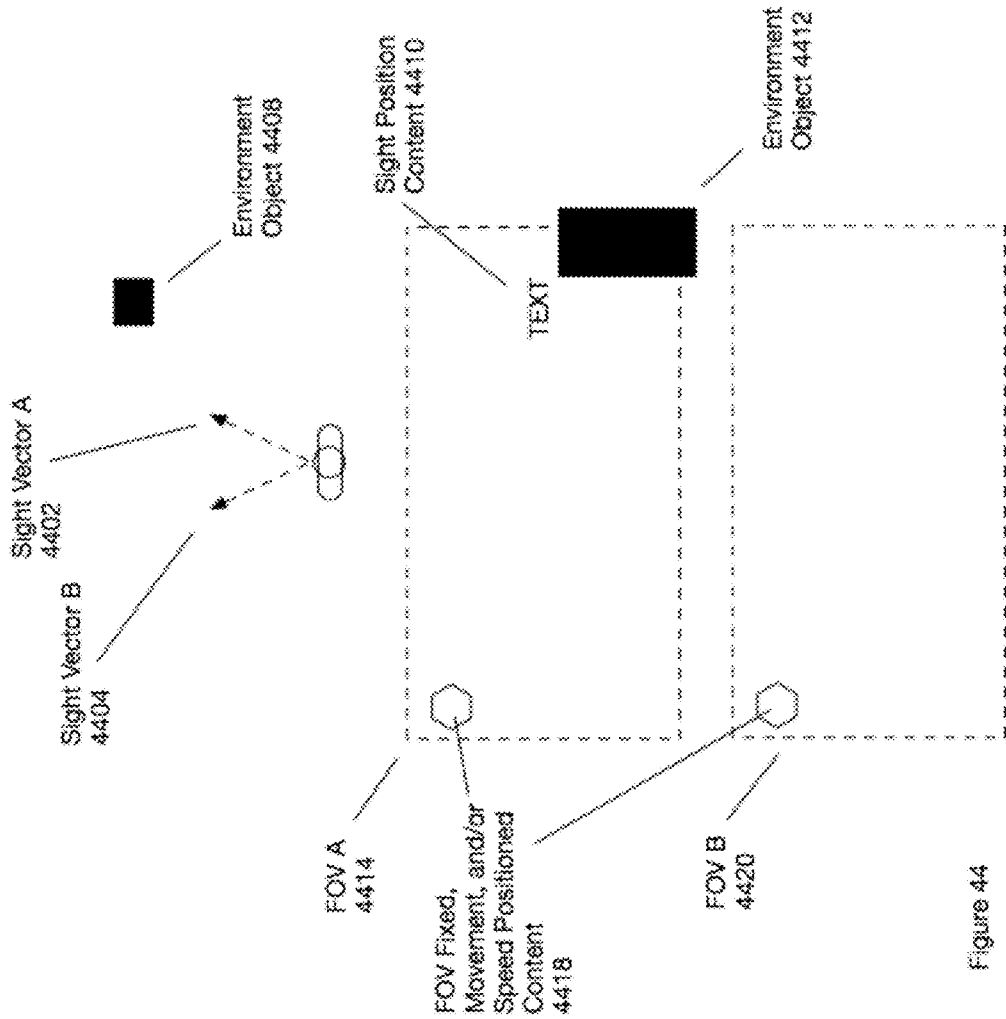 Sight Vector A
4402
Sight Vector B
4404
Environment
Object 4408
FOV A
4414
Sight Position
Content 4410
TEXT
FOV Fixed,
Movement, and/or
Speed Positioned
Content
4418
Environment
Object 4412
FOV B
4420
Figure 44